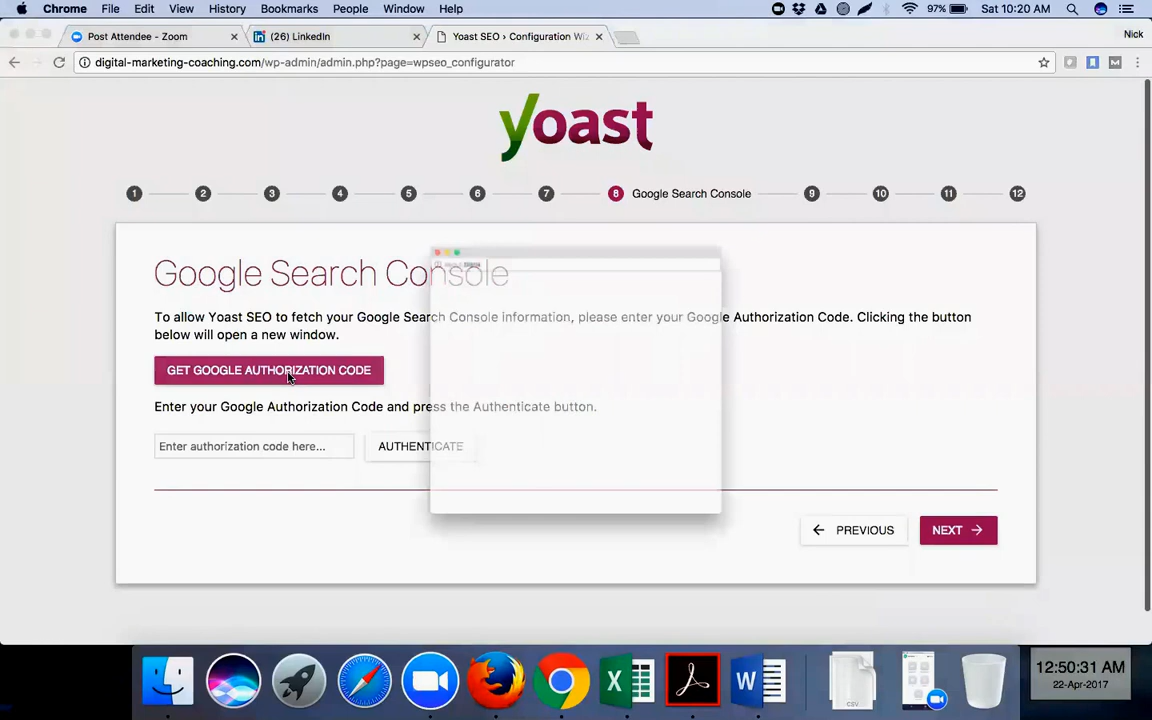 Chrome File Edit View History Bookmarks People Window Help 97% Sat 10:20 AM
Post Attendee - Zoom
(26) LinkedIn
Yoast SEO › Configuration Wiz
Nick
digital-marketing-coaching.com/wp-admin/admin.php?page=wpseo_configurator
yoast
1 2 3 4 5 6 7 8 Google Search Console 9 10 11 12
Google Search Console
To allow Yoast SEO to fetch your Google Search Console information, please enter your Google Authorization Code. Clicking the button
below will open a new window.
GET GOOGLE AUTHORIZATION CODE
Enter your Google Authorization Code and press the Authenticate button.
Enter authorization code here...
AUTHENTICATE
PREVIOUS
NEXT
CSV
12:50:31 AM
22-Apr-2017